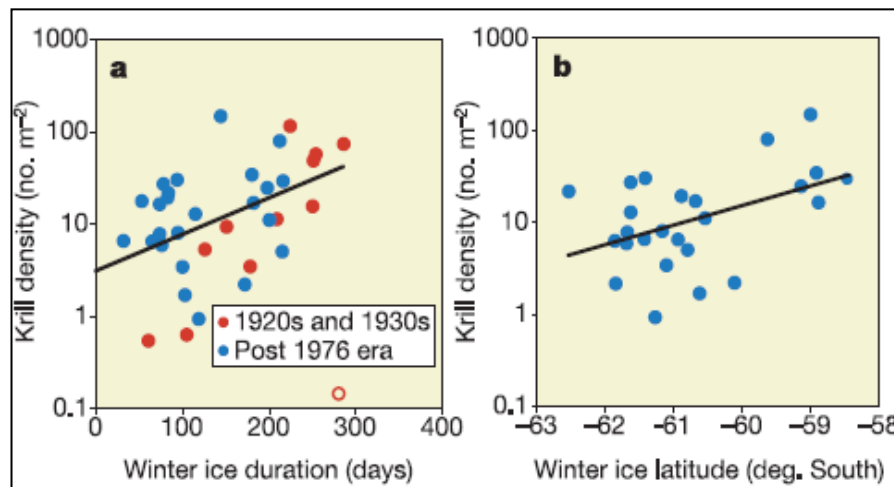 a
1000
100
10
1
0.1
Krill density (no. m⁻²)
0 100 200 300 400
Winter ice duration (days)
1920s and 1930s
Post 1976 era
b
1000
100
10
1
0.1
Krill density (no. m⁻²)
–63 –62 –61 –60 –59 –58
Winter ice latitude (deg. South)